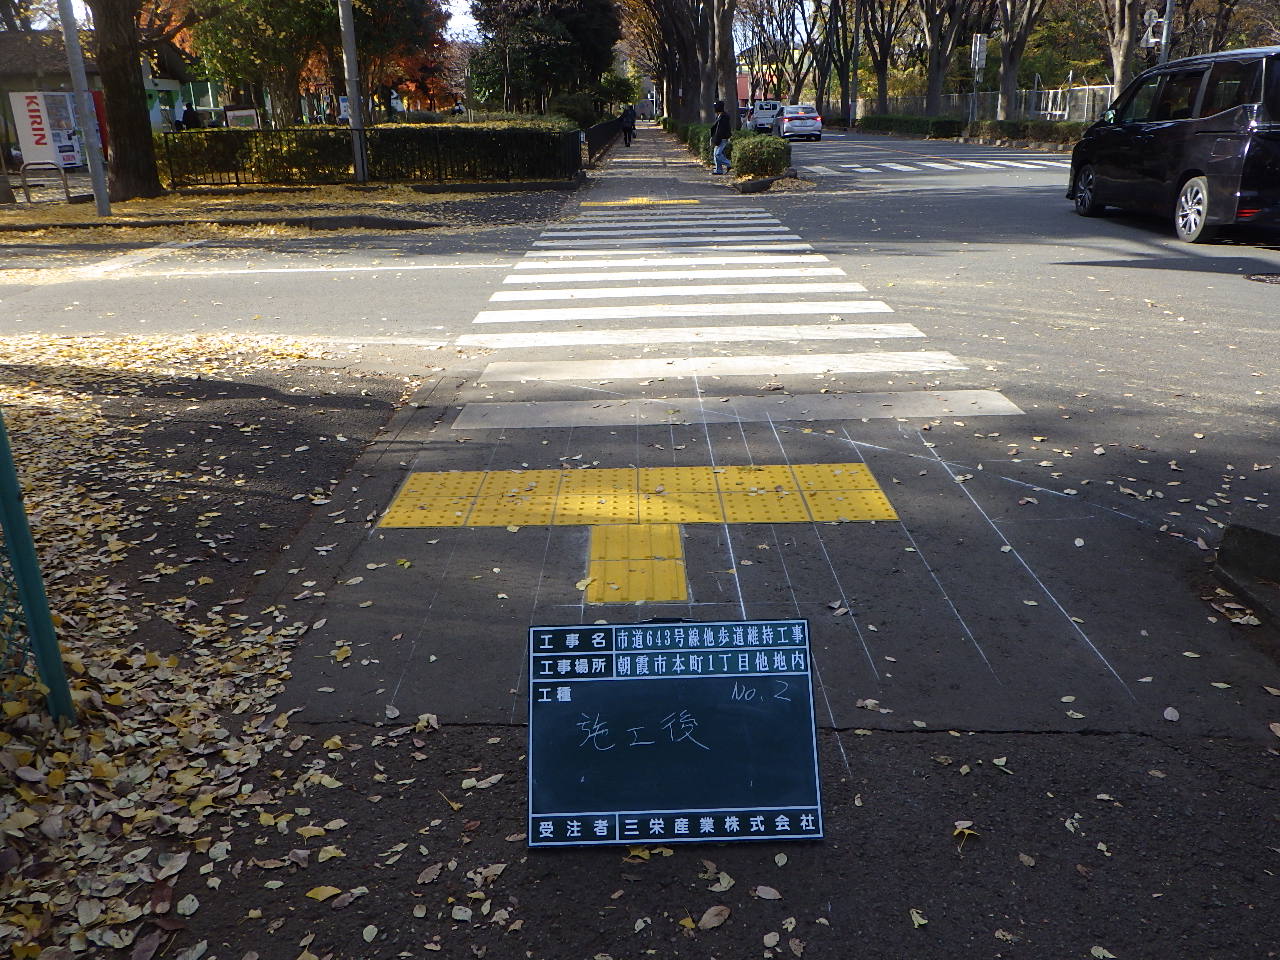 KIRIN
工事名 市道643号線他歩道維持工事
工事場所 朝霞市本町1丁目他地内
工種 No.2
施工後
受注者 三栄産業株式会社